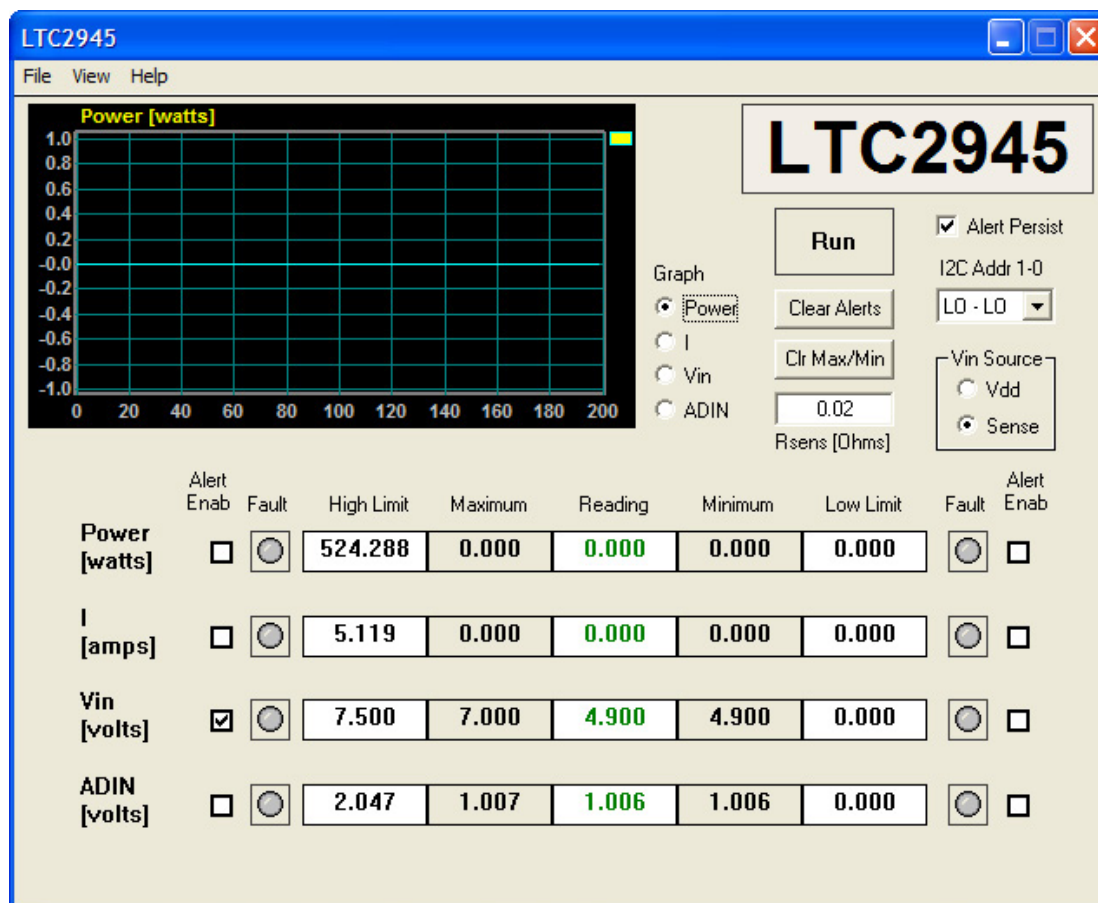 LTC2945
File View Help
Power [watts]
1.0
0.8
0.6
0.4
0.2
-0.0
-0.2
-0.4
-0.6
-0.8
-1.0
0 20 40 60 80 100 120 140 160 180 200
LTC2945
Graph
Power
I
Vin
ADIN
Run
Clear Alerts
Clr Max/Min
0.02
Rsens [Ohms]
Alert Persist
I2C Addr 1-0
LO - LO
Vin Source
Vdd
Sense
Alert Enab Fault High Limit Maximum Reading Minimum Low Limit Fault Alert Enab
Power [watts] 524.288 0.000 0.000 0.000 0.000
I [amps] 5.119 0.000 0.000 0.000 0.000
Vin [volts] 7.500 7.000 4.900 4.900 0.000
ADIN [volts] 2.047 1.007 1.006 1.006 0.000